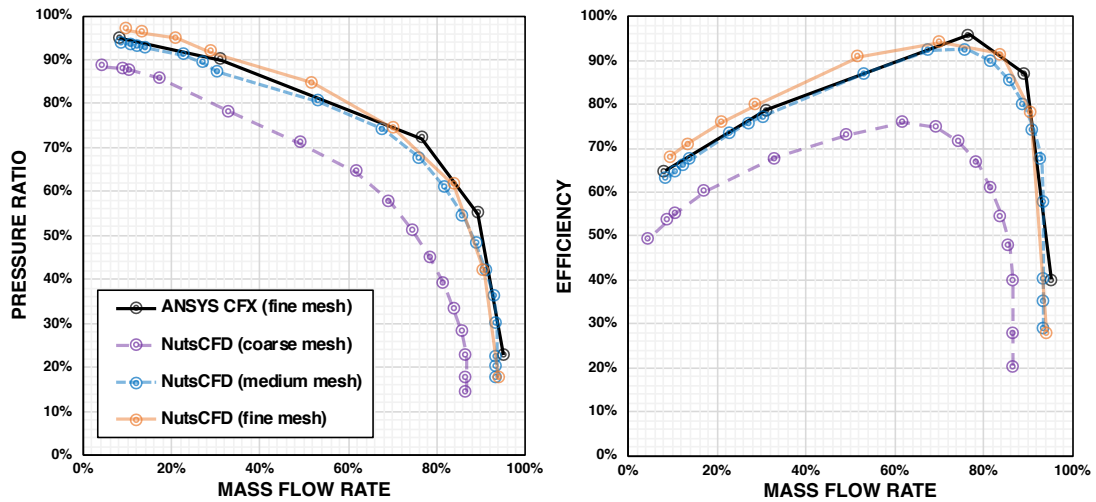 100%
90%
80%
70%
60%
50%
40%
30%
20%
10%
0%
PRESSURE RATIO
ANSYS CFX (fine mesh)
NutsCFD (coarse mesh)
NutsCFD (medium mesh)
NutsCFD (fine mesh)
0% 20% 40% 60% 80% 100%
MASS FLOW RATE
100%
90%
80%
70%
60%
50%
40%
30%
20%
10%
0%
EFFICIENCY
0% 20% 40% 60% 80% 100%
MASS FLOW RATE